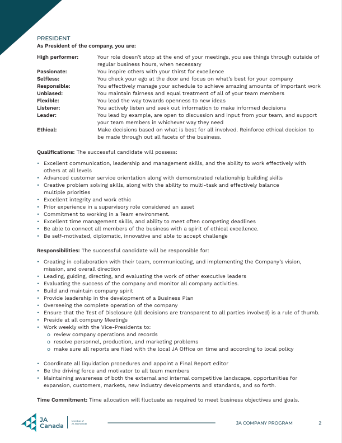 PRESIDENT
As President of the company, you are:
High performer: Your role doesn't stop at the end of your meetings, you see things through outside of
regular business hours, when necessary
Passionate: You inspire others with your thirst for excellence
Selfless: You check your ego at the door and focus on what's best for your company
Responsible: You effectively manage your schedule to achieve amazing amounts of important work
Unbiased: You maintain fairness and equal treatment of all of your team members
Flexible: You lead the way towards openness to new ideas
Listener: You actively listen and seek out information to make informed decisions
Leader: You lead by example, are open to discussion and input from your team, and support
your team members in whichever way they need
Ethical: Make decisions based on what is best for all involved. Reinforce ethical decision to
be made through out all facets of the business.
Qualifications: The successful candidate will possess:
• Excellent communication, leadership and management skills, and the ability to work effectively with
others at all levels
• Advanced customer service orientation along with demonstrated relationship building skills
• Creative problem solving skills, along with the ability to multi-task and effectively balance
multiple priorities
• Excellent integrity and work ethic
• Prior experience in a supervisory role considered an asset
• Commitment to working in a Team environment.
• Excellent time management skills, and ability to meet often competing deadlines
• Be able to connect all members of the business with a spirit of ethical excellence.
• Be self-motivated, diplomatic, innovative and able to accept challenge
Responsibilities: The successful candidate will be responsible for:
• Creating in collaboration with their team, communicating, and implementing the Company's vision,
mission, and overall direction
• Leading, guiding, directing, and evaluating the work of other executive leaders
• Evaluating the success of the company and monitor all company activities.
• Build and maintain company spirit
• Provide leadership in the development of a Business Plan
• Overseeing the complete operation of the company
• Ensure that the Test of Disclosure (all decisions are transparent to all parties involved) is a rule of thumb.
• Preside at all company Meetings
• Work weekly with the Vice-Presidents to:
o review company operations and records
o resolve personnel, production, and marketing problems
o make sure all reports are filed with the local JA Office on time and according to local policy
• Coordinate all liquidation procedures and appoint a Final Report editor
• Be the driving force and motivator to all team members
• Maintaining awareness of both the external and internal competitive landscape, opportunities for
expansion, customers, markets, new industry developments and standards, and so forth.
Time Commitment: Time allocation will fluctuate as required to meet business objectives and goals.
JA
Canada
JA COMPANY PROGRAM 2